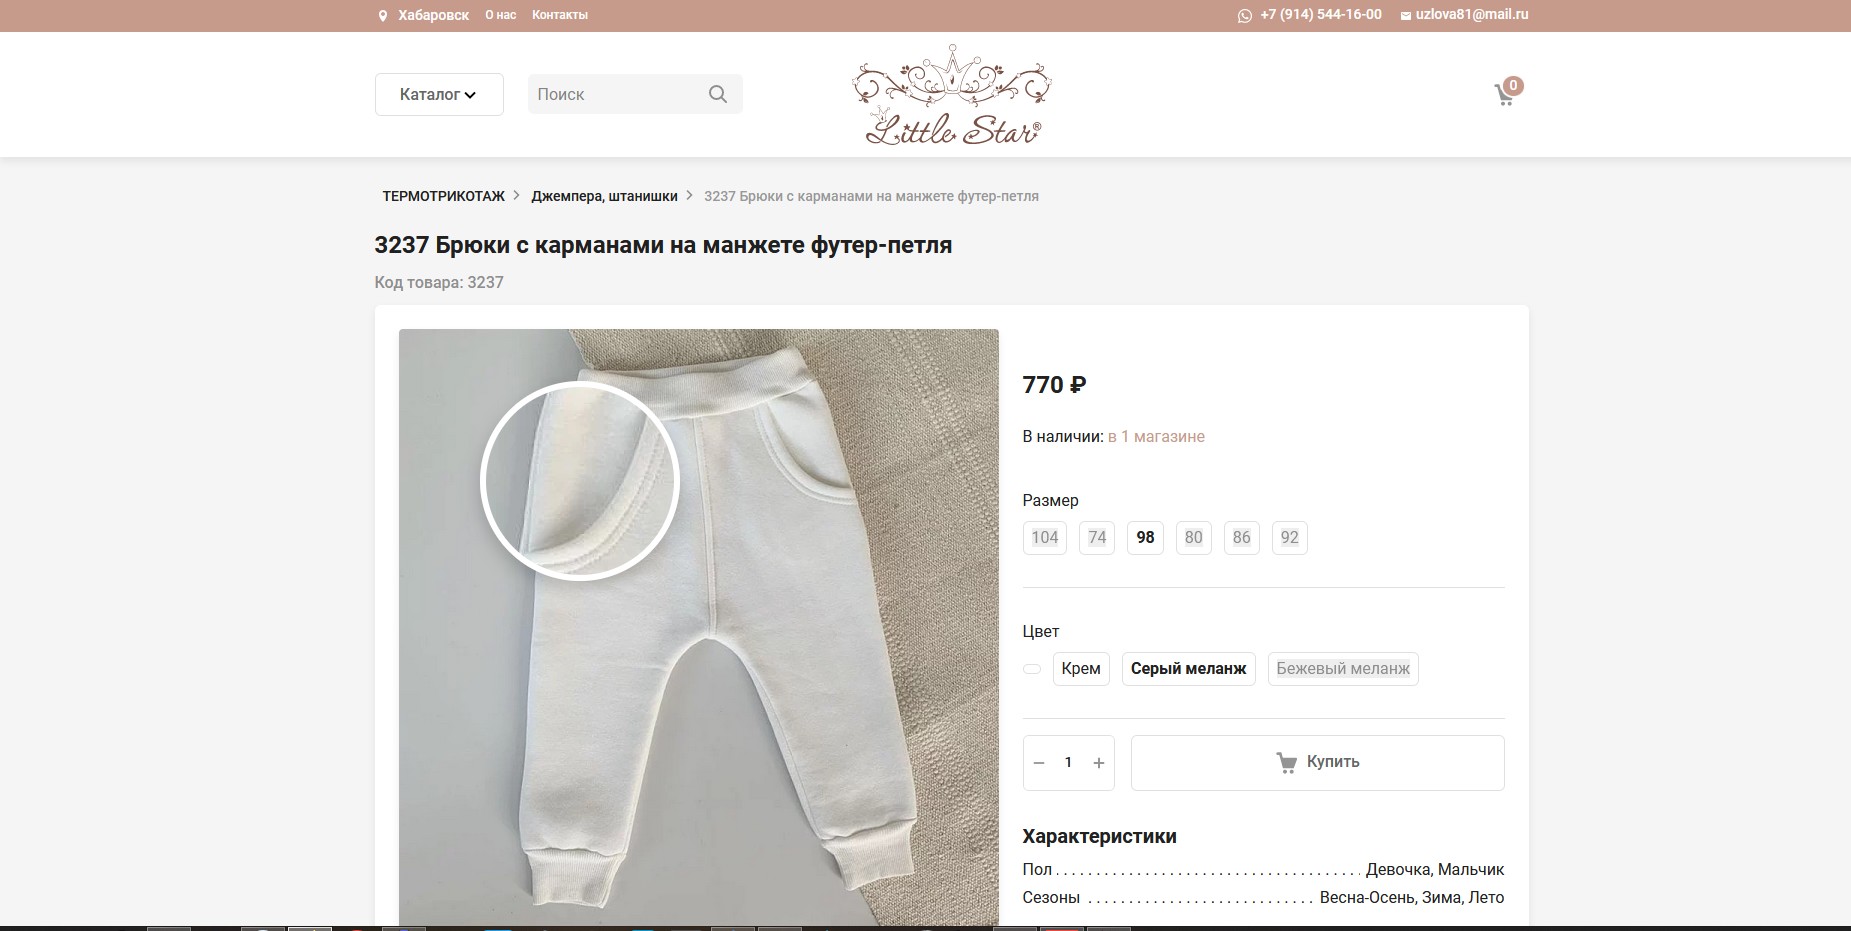 Хабаровск О нас Контакты +7 (914) 544-16-00 uzlova81@mail.ru
Каталог Поиск 0
Little Star®
ТЕРМОТРИКОТАЖ Джемпера, штанишки 3237 Брюки с карманами на манжете футер-петля
3237 Брюки с карманами на манжете футер-петля
Код товара: 3237
770 ₽
В наличии: в 1 магазине
Размер
104 74 98 80 86 92
Цвет
Крем Серый меланж Бежевый меланж
− 1 + Купить
Характеристики
Пол . . . . . . . . . . . . . . . . . . . . . . . . . . . . . . . . . . . . . . . Девочка, Мальчик
Сезоны . . . . . . . . . . . . . . . . . . . . . . . . . . . . . Весна-Осень, Зима, Лето